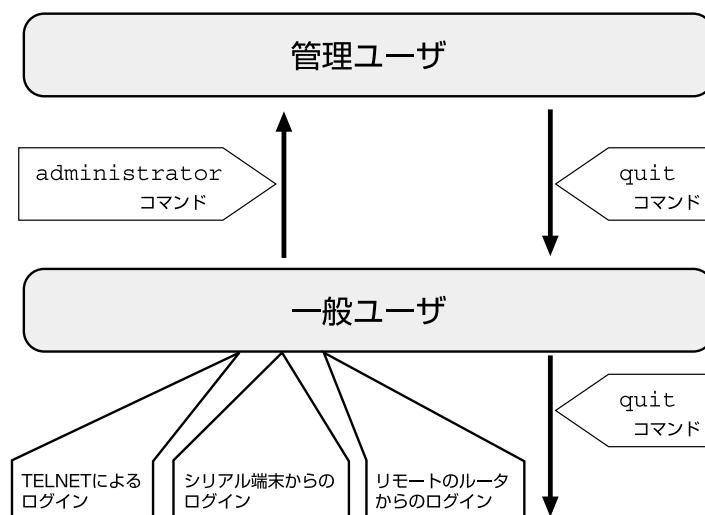 管理ユーザ
administrator
コマンド
quit
コマンド
一般ユーザ
quit
コマンド
TELNETによる
ログイン
シリアル端末からの
ログイン
リモートのルータ
からのログイン